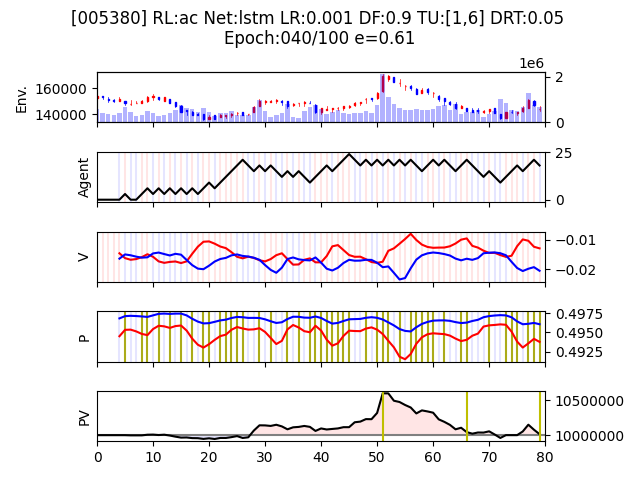 [005380] RL:ac Net:lstm LR:0.001 DF:0.9 TU:[1,6] DRT:0.05
Epoch:040/100 e=0.61
1e6
Env.
160000
140000
2
0
Agent
25
0
V
−0.01
−0.02
P
0.4975
0.4950
0.4925
PV
10500000
10000000
0 10 20 30 40 50 60 70 80